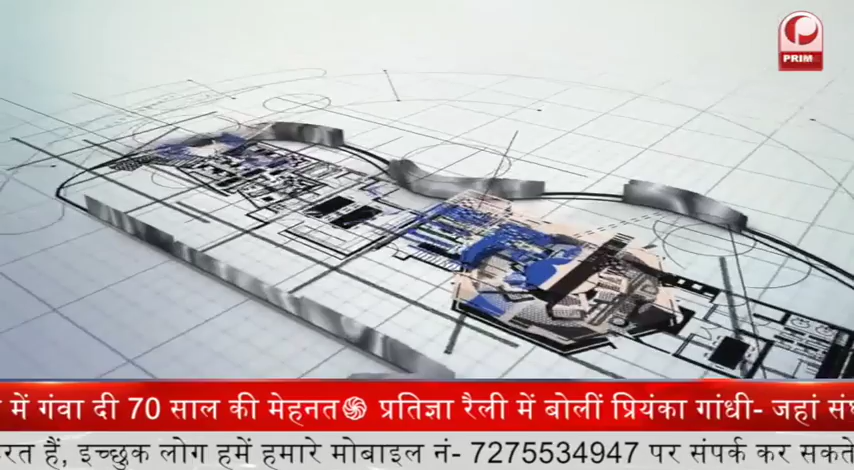 PRIM
में गंवा दी 70 साल की मेहनत֍ प्रतिज्ञा रैली में बोलीं प्रियंका गांधी- जहां
हैं, इच्छुक लोग हमें हमारे मोबाइल नं- 7275534947 पर संपर्क कर सकते